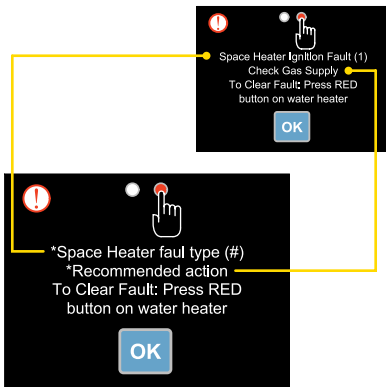 Space Heater Ignition Fault (1)
Check Gas Supply
To Clear Fault: Press RED
button on water heater
OK
*Space Heater faul type (#)
*Recommended action
To Clear Fault: Press RED
button on water heater
OK